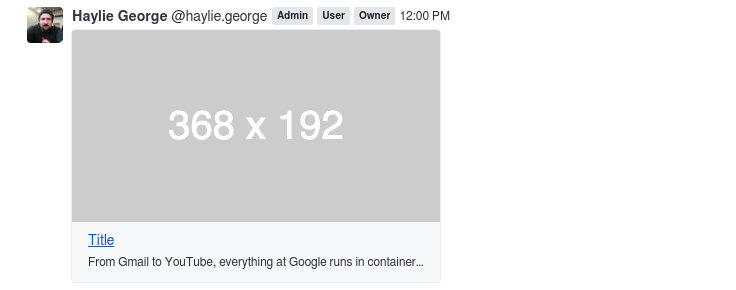 Haylie George @haylie.george Admin User Owner 12:00 PM
368 x 192
Title
From Gmail to YouTube, everything at Google runs in container...